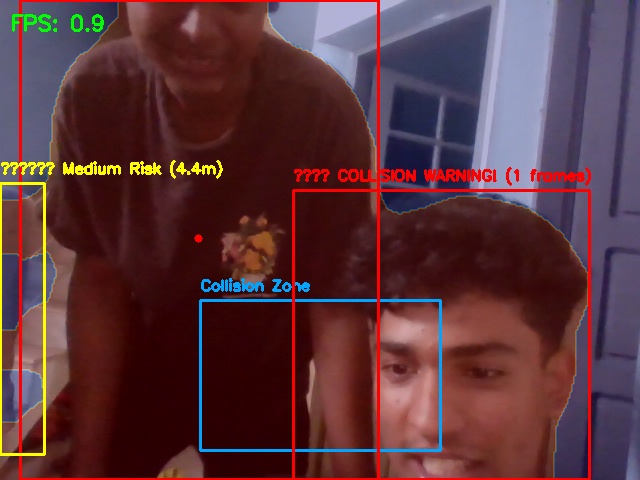 FPS: 0.9
?????? Medium Risk (4.4m)
???? COLLISION WARNING! (1 frames)
Collision Zone